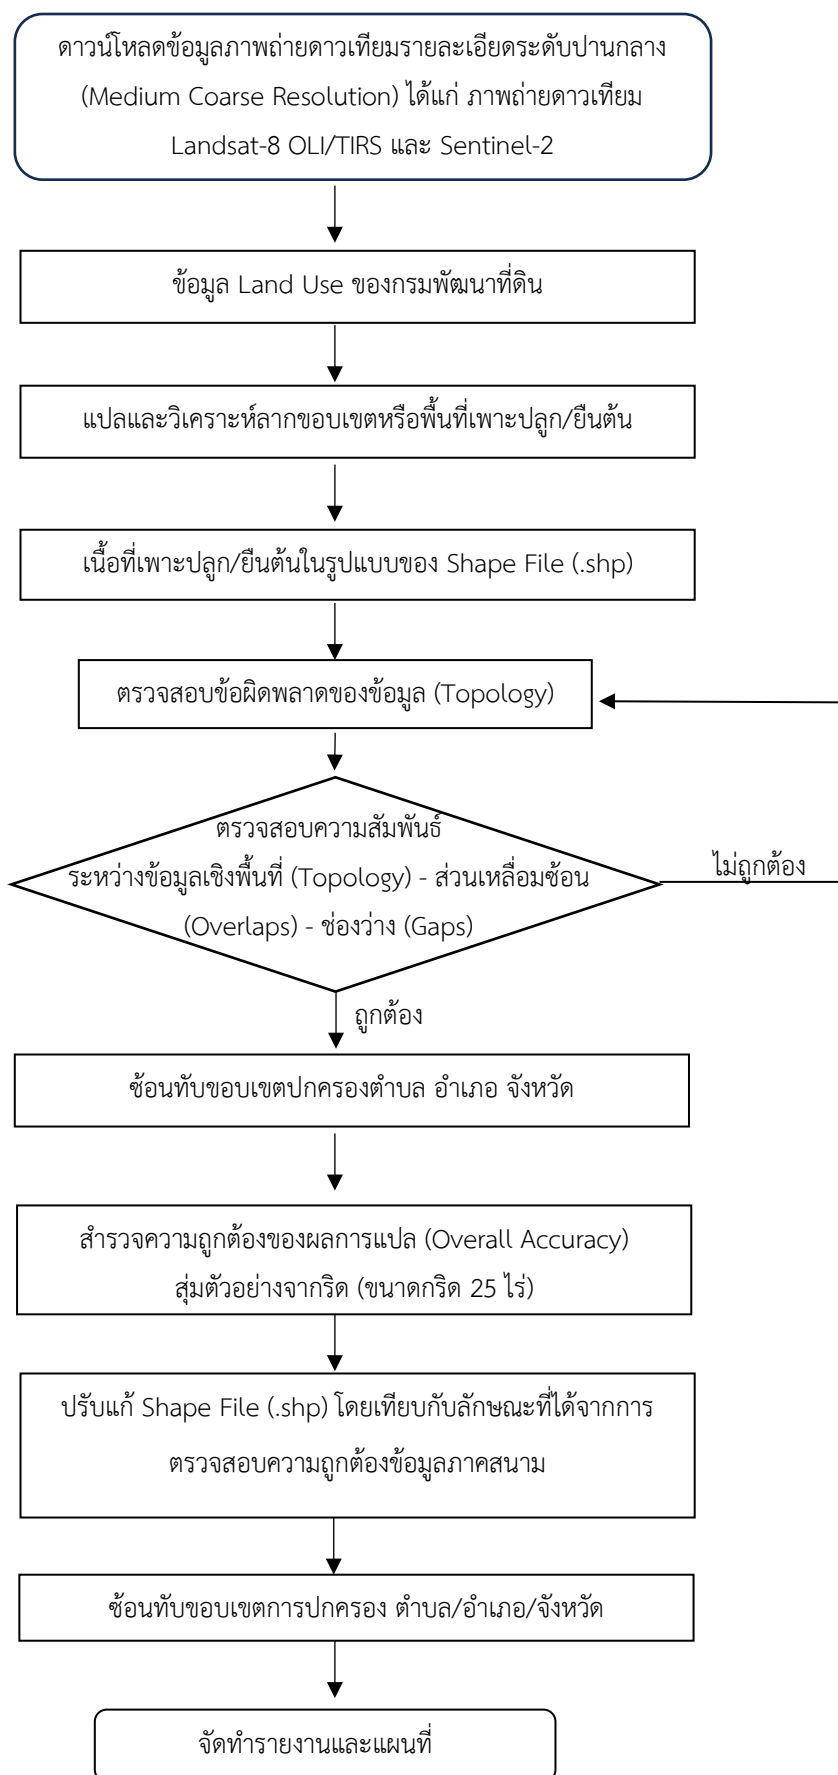 ดาวน์โหลดข้อมูลภาพถ่ายดาวเทียมรายละเอียดระดับปานกลาง
(Medium Coarse Resolution) ได้แก่ ภาพถ่ายดาวเทียม
Landsat-8 OLI/TIRS และ Sentinel-2
ข้อมูล Land Use ของกรมพัฒนาที่ดิน
แปลและวิเคราะห์ลากขอบเขตหรือพื้นที่เพาะปลูก/ยืนต้น
เนื้อที่เพาะปลูก/ยืนต้นในรูปแบบของ Shape File (.shp)
ตรวจสอบข้อผิดพลาดของข้อมูล (Topology)
ตรวจสอบความสัมพันธ์
ระหว่างข้อมูลเชิงพื้นที่ (Topology) - ส่วนเหลื่อมซ้อน
(Overlaps) - ช่องว่าง (Gaps)
ไม่ถูกต้อง
ถูกต้อง
ซ้อนทับขอบเขตปกครองตำบล อำเภอ จังหวัด
สำรวจความถูกต้องของผลการแปล (Overall Accuracy)
สุ่มตัวอย่างจากริด (ขนาดกริด 25 ไร่)
ปรับแก้ Shape File (.shp) โดยเทียบกับลักษณะที่ได้จากการ
ตรวจสอบความถูกต้องข้อมูลภาคสนาม
ซ้อนทับขอบเขตการปกครอง ตำบล/อำเภอ/จังหวัด
จัดทำรายงานและแผนที่